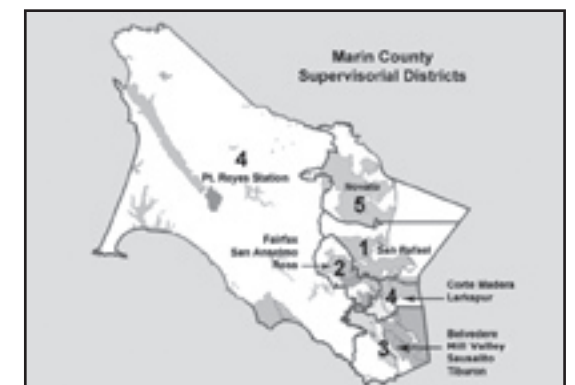 Marin County
Supervisorial Districts
4
Pt. Reyes Station
Novato
5
1
San Rafael
Fairfax
San Anselmo
Ross
2
4
Corte Madera
Larkspur
3
Belvedere
Mill Valley
Sausalito
Tiburon